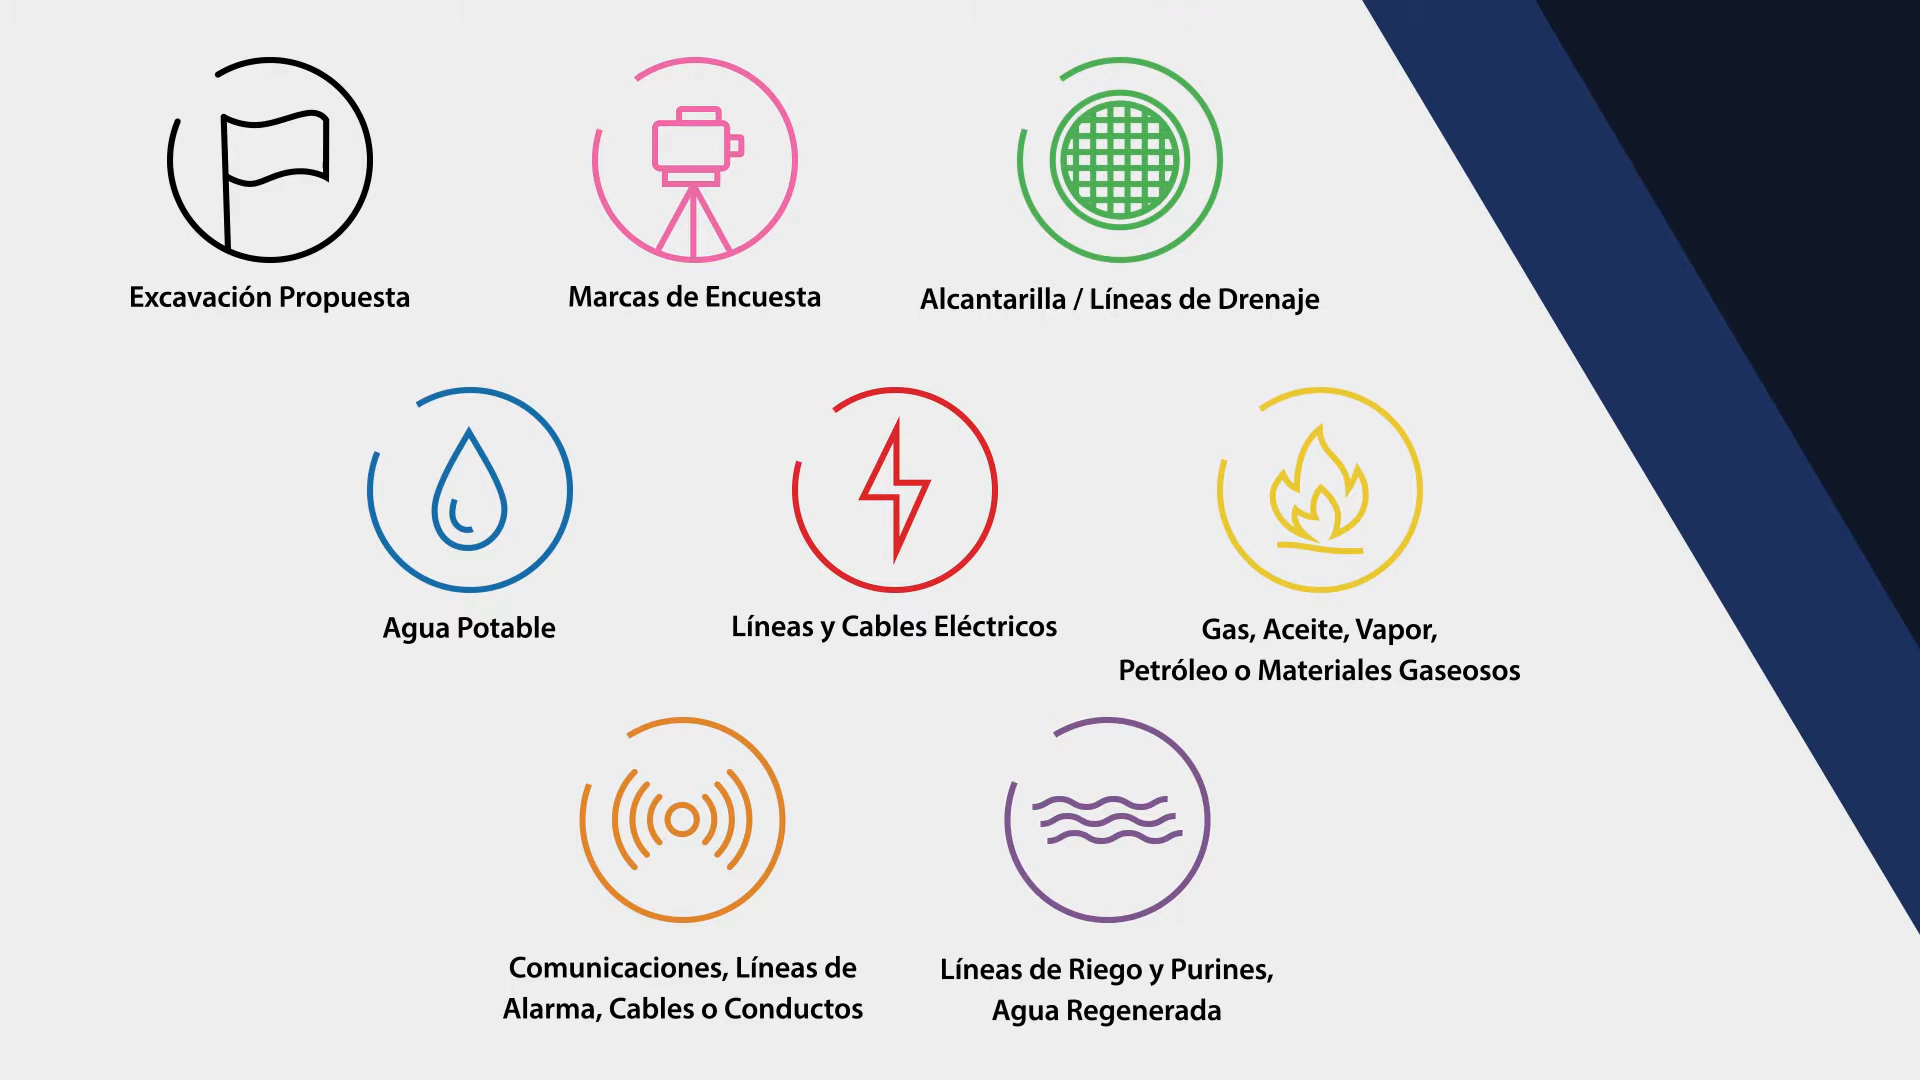 Excavación Propuesta
Marcas de Encuesta
Alcantarilla / Líneas de Drenaje
Agua Potable
Líneas y Cables Eléctricos
Gas, Aceite, Vapor,
Petróleo o Materiales Gaseosos
Comunicaciones, Líneas de
Alarma, Cables o Conductos
Líneas de Riego y Purines,
Agua Regenerada